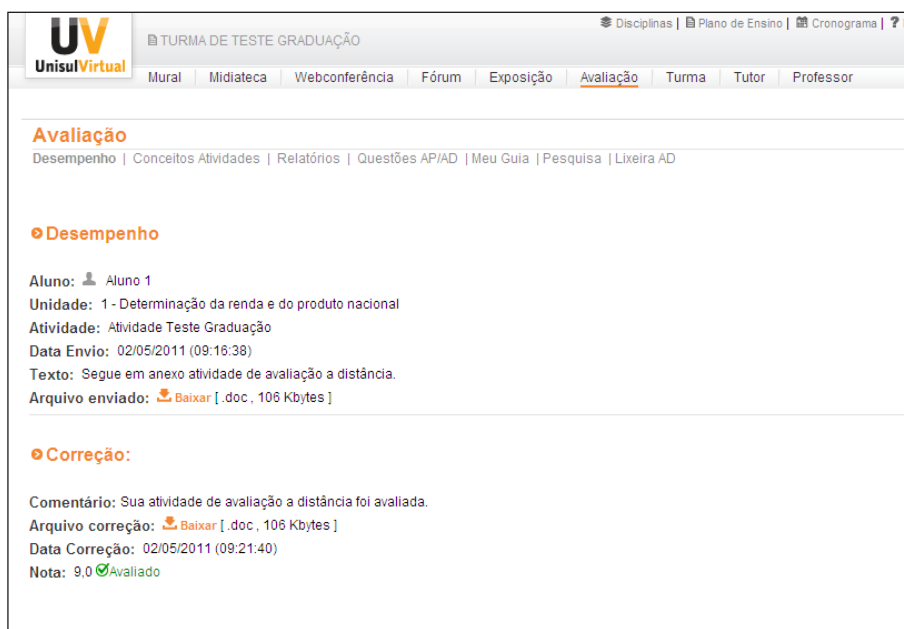 UV
UnisulVirtual
TURMA DE TESTE GRADUAÇÃO
Disciplinas | Plano de Ensino | Cronograma | ?
Mural Midiateca Webconferência Fórum Exposição Avaliação Turma Tutor Professor
Avaliação
Desempenho | Conceitos Atividades | Relatórios | Questões AP/AD | Meu Guia | Pesquisa | Lixeira AD
Desempenho
Aluno: Aluno 1
Unidade: 1 - Determinação da renda e do produto nacional
Atividade: Atividade Teste Graduação
Data Envio: 02/05/2011 (09:16:38)
Texto: Segue em anexo atividade de avaliação a distância.
Arquivo enviado: Baixar [ .doc , 106 Kbytes ]
Correção:
Comentário: Sua atividade de avaliação a distância foi avaliada.
Arquivo correção: Baixar [ .doc , 106 Kbytes ]
Data Correção: 02/05/2011 (09:21:40)
Nota: 9,0 Avaliado